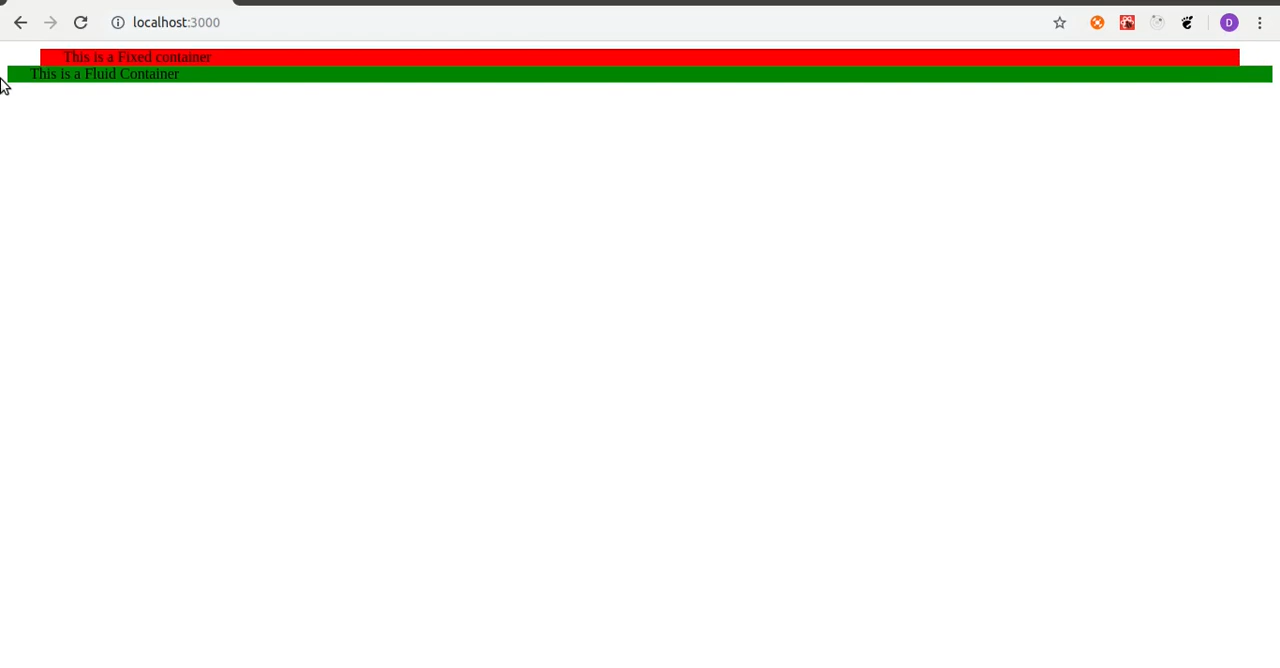 localhost:3000
D
This is a Fixed container
This is a Fluid Container